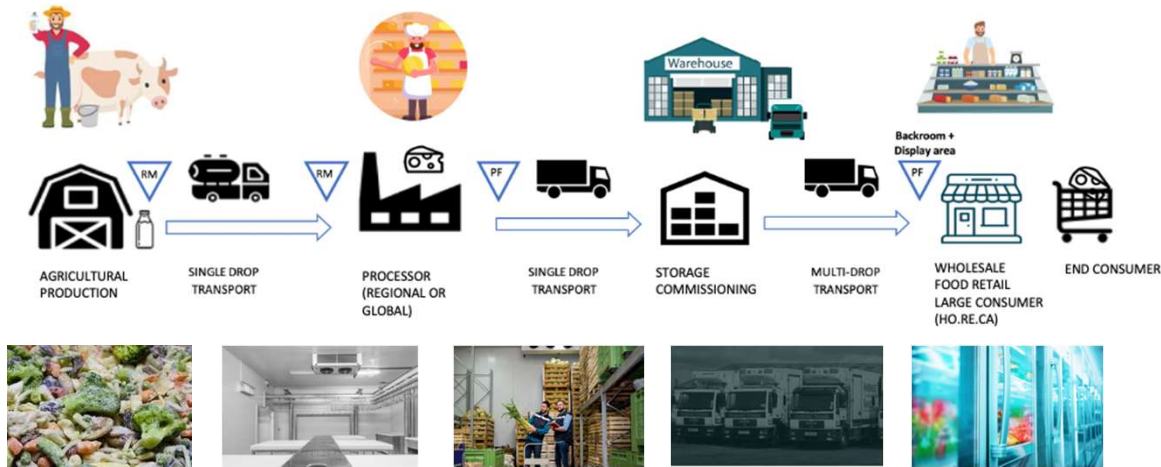 Warehouse
Backroom +
Display area
RM
RM
PF
PF
AGRICULTURAL
PRODUCTION
SINGLE DROP
TRANSPORT
PROCESSOR
(REGIONAL OR
GLOBAL)
SINGLE DROP
TRANSPORT
STORAGE
COMMISSIONING
MULTI-DROP
TRANSPORT
WHOLESALE
FOOD RETAIL
LARGE CONSUMER
(HO.RE.CA)
END CONSUMER